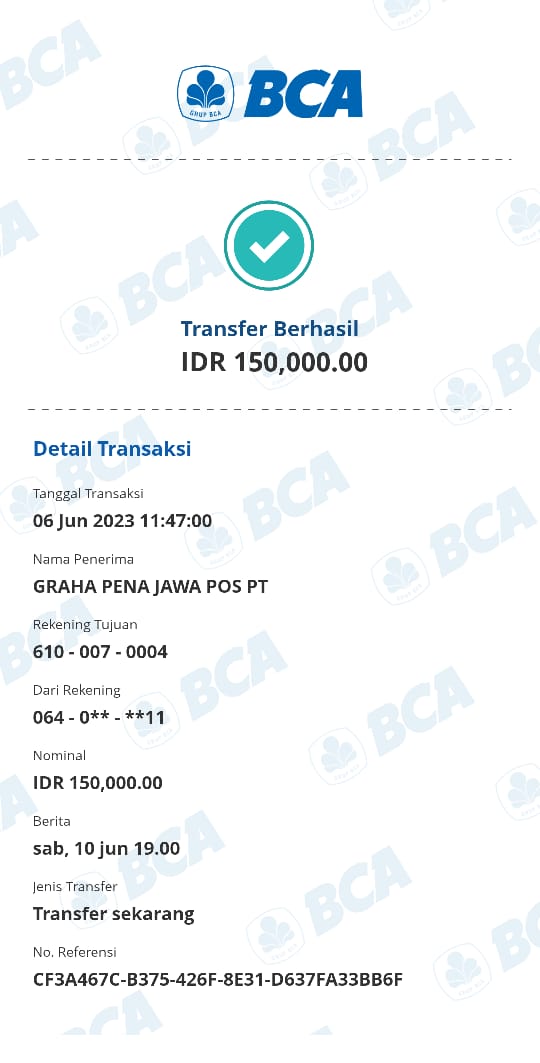 GRUP BCA
BCA
Transfer Berhasil
IDR 150,000.00
Detail Transaksi
Tanggal Transaksi
06 Jun 2023 11:47:00
Nama Penerima
GRAHA PENA JAWA POS PT
Rekening Tujuan
610 - 007 - 0004
Dari Rekening
064 - 0** - **11
Nominal
IDR 150,000.00
Berita
sab, 10 jun 19.00
Jenis Transfer
Transfer sekarang
No. Referensi
CF3A467C-B375-426F-8E31-D637FA33BB6F